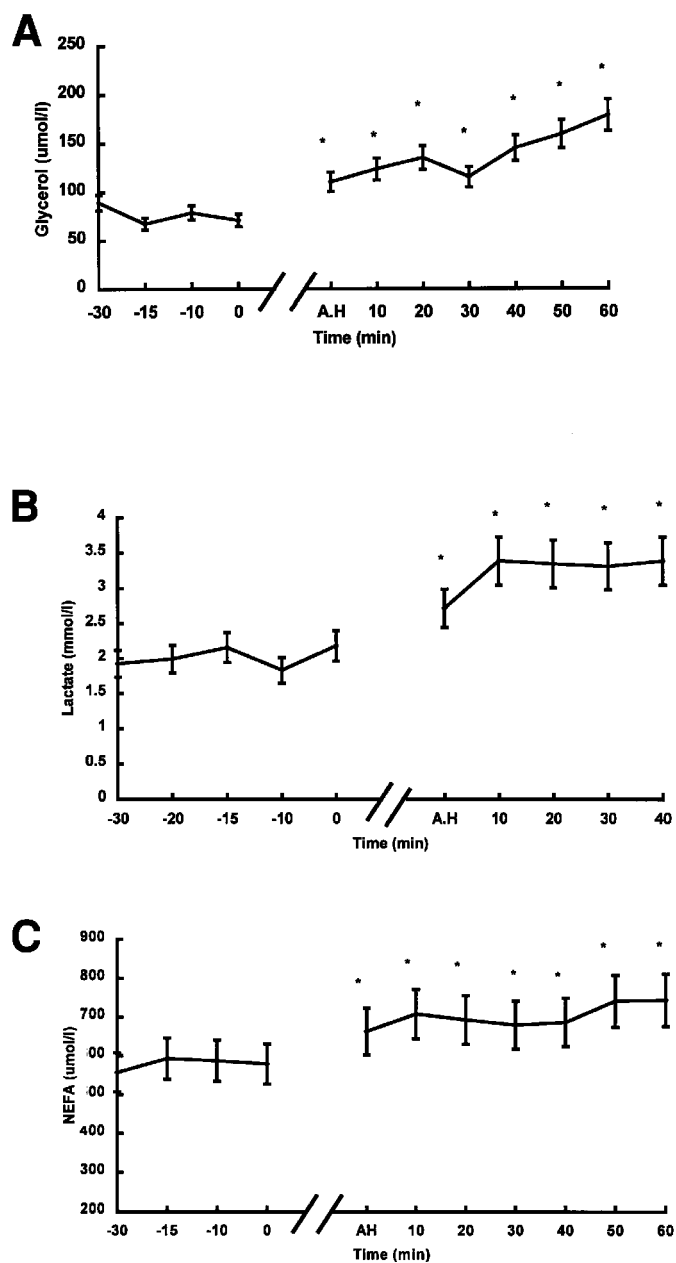 A
250
200
150
100
50
0
Glycerol (umol/l)
* * * * * * * *
-30 -15 -10 0 A.H 10 20 30 40 50 60
Time (min)
B
4
3.5
3
2.5
2
1.5
1
0.5
0
Lactate (mmol/l)
* * * * *
-30 -20 -15 -10 0 A.H 10 20 30 40
Time (min)
C
900
800
700
400
300
200
NEFA (umol/l)
* * * * * * *
-30 -15 -10 0 AH 10 20 30 40 50 60
Time (min)